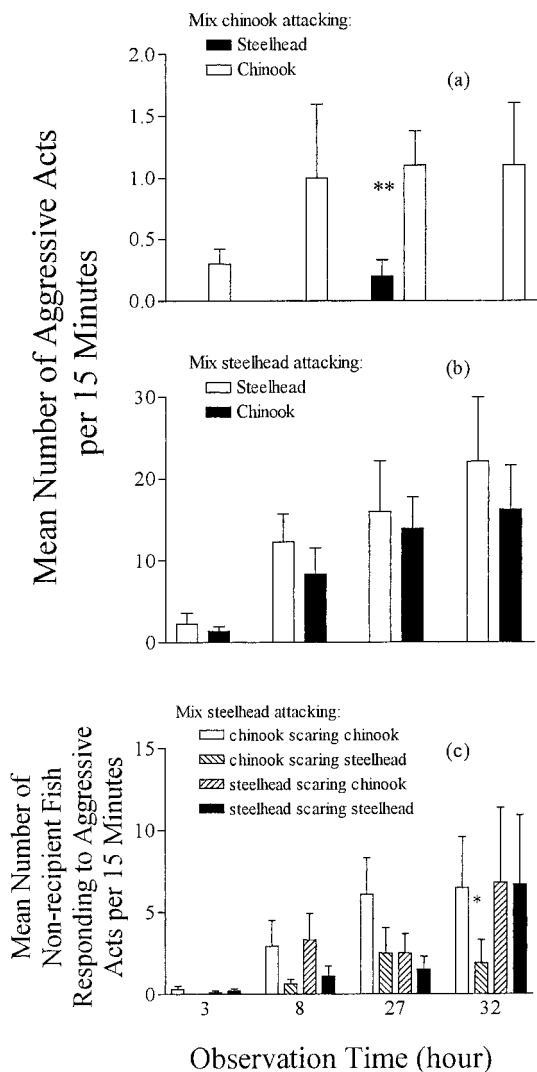 Mix chinook attacking:
Steelhead
Chinook
(a)
2.0
1.5
1.0
0.5
0.0
**
Mean Number of Aggressive Acts
per 15 Minutes
Mix steelhead attacking:
Steelhead
Chinook
(b)
30
20
10
0
Mix steelhead attacking:
chinook scaring chinook
chinook scaring steelhead
steelhead scaring chinook
steelhead scaring steelhead
(c)
15
10
5
0
*
Mean Number of
Non-recipient Fish
Responding to Aggressive
Acts per 15 Minutes
3 8 27 32
Observation Time (hour)